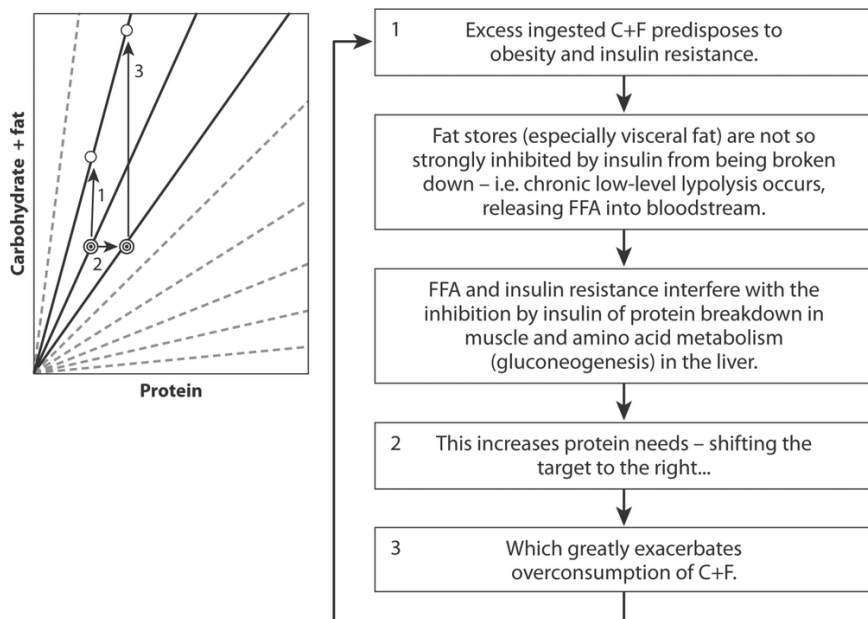 Carbohydrate + fat
1
2
3
Protein
1 Excess ingested C+F predisposes to
obesity and insulin resistance.
Fat stores (especially visceral fat) are not so
strongly inhibited by insulin from being broken
down – i.e. chronic low-level lypolysis occurs,
releasing FFA into bloodstream.
FFA and insulin resistance interfere with the
inhibition by insulin of protein breakdown in
muscle and amino acid metabolism
(gluconeogenesis) in the liver.
2 This increases protein needs – shifting the
target to the right...
3 Which greatly exacerbates
overconsumption of C+F.